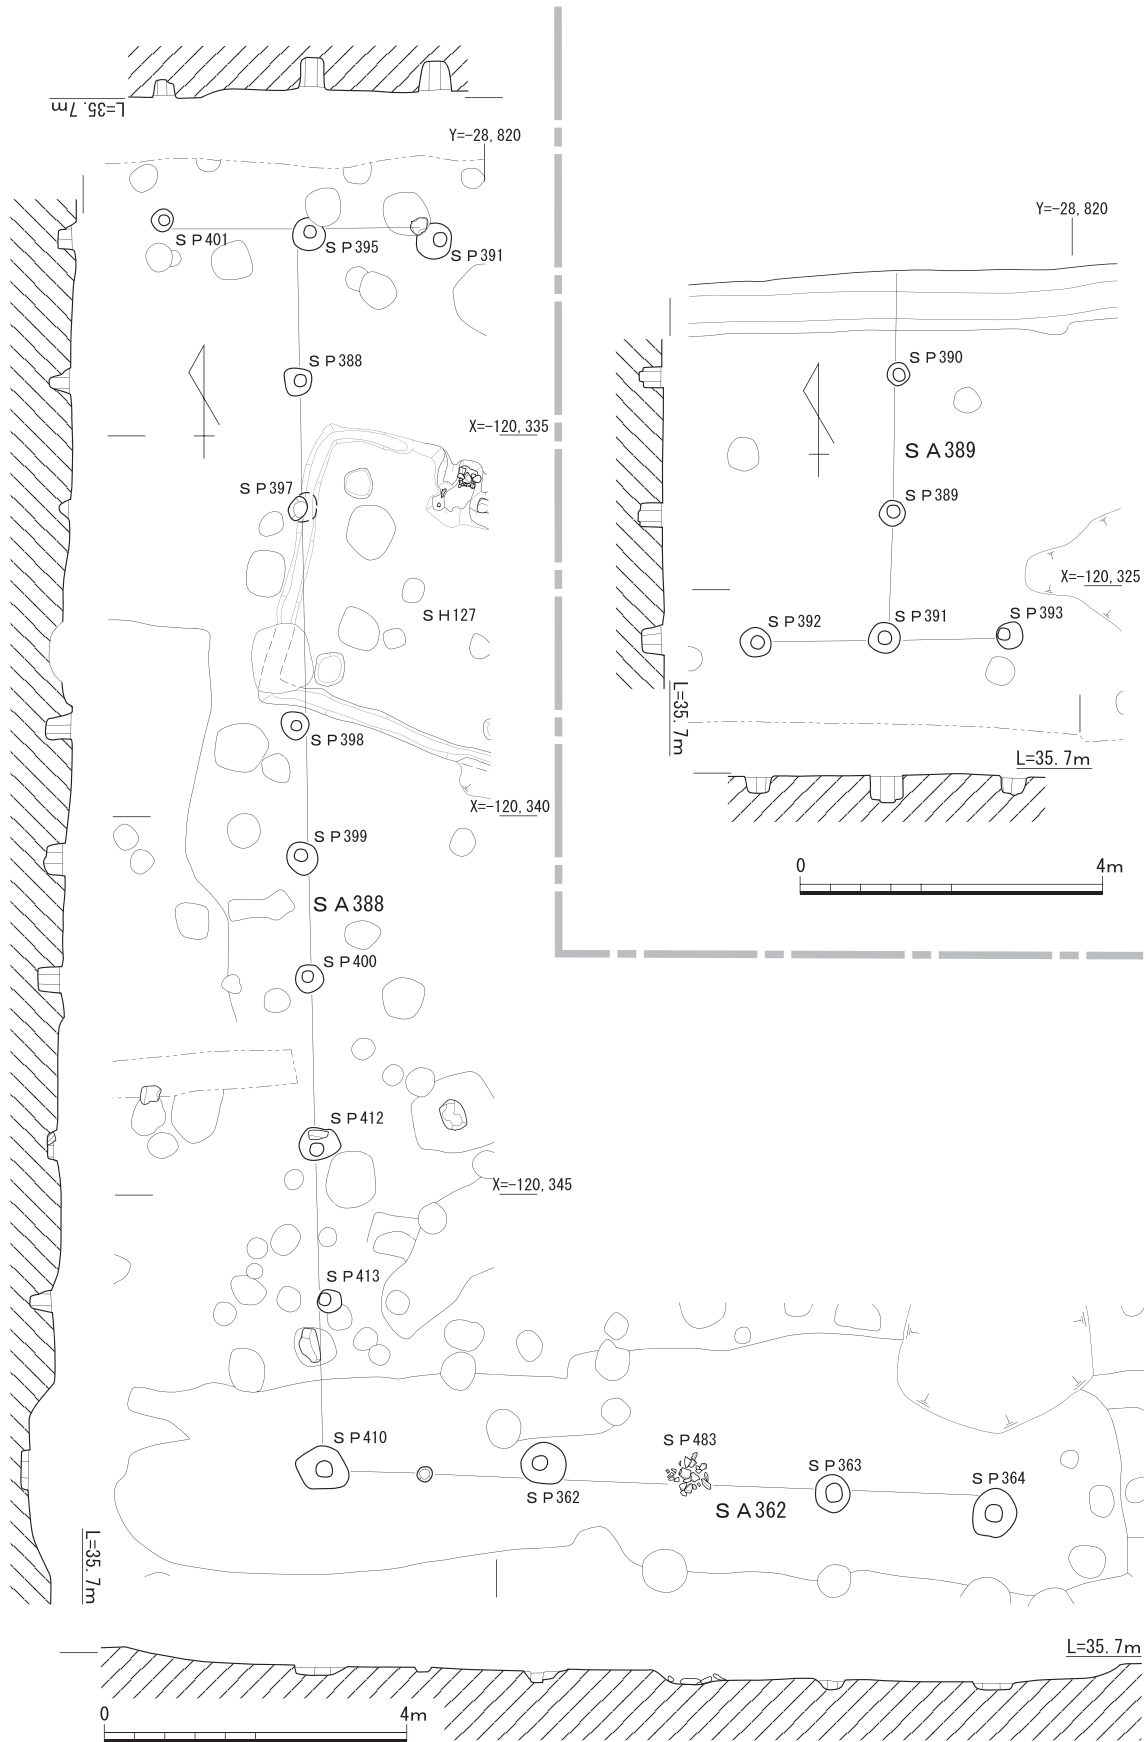 L=35.7m
Y=-28,820
SP401
SP395
SP391
SP388
X=-120,335
SP397
SH127
SP398
X=-120,340
SP399
SA388
SP400
SP412
X=-120,345
SP413
SP410
SP362
SP483
SA362
SP363
SP364
L=35.7m
L=35.7m
0 4m
Y=-28,820
SP390
SA389
SP389
X=-120,325
SP392
SP391
SP393
L=35.7m
L=35.7m
0 4m